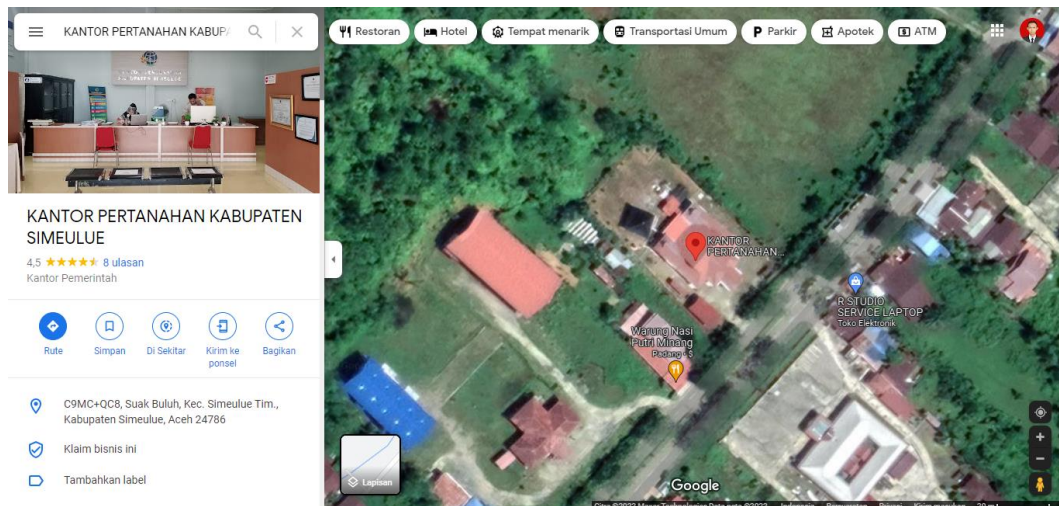 KANTOR PERTANAHAN KABUP
Restoran
Hotel
Tempat menarik
Transportasi Umum
P Parkir
Apotek
ATM
KANTOR PERTANAHAN KABUPATEN
SIMEULUE
4,5 ★★★★★ 8 ulasan
Kantor Pemerintah
Rute
Simpan
Di Sekitar
Kirim ke
ponsel
Bagikan
C9MC+QC8, Suak Buluh, Kec. Simeulue Tim.,
Kabupaten Simeulue, Aceh 24786
Klaim bisnis ini
Tambahkan label
KANTOR
PERTANAHAN...
R STUDIO
SERVICE LAPTOP
Toko Elektronik
Warung Nasi
Putri Minang
Padang • $
Lapisan
Google